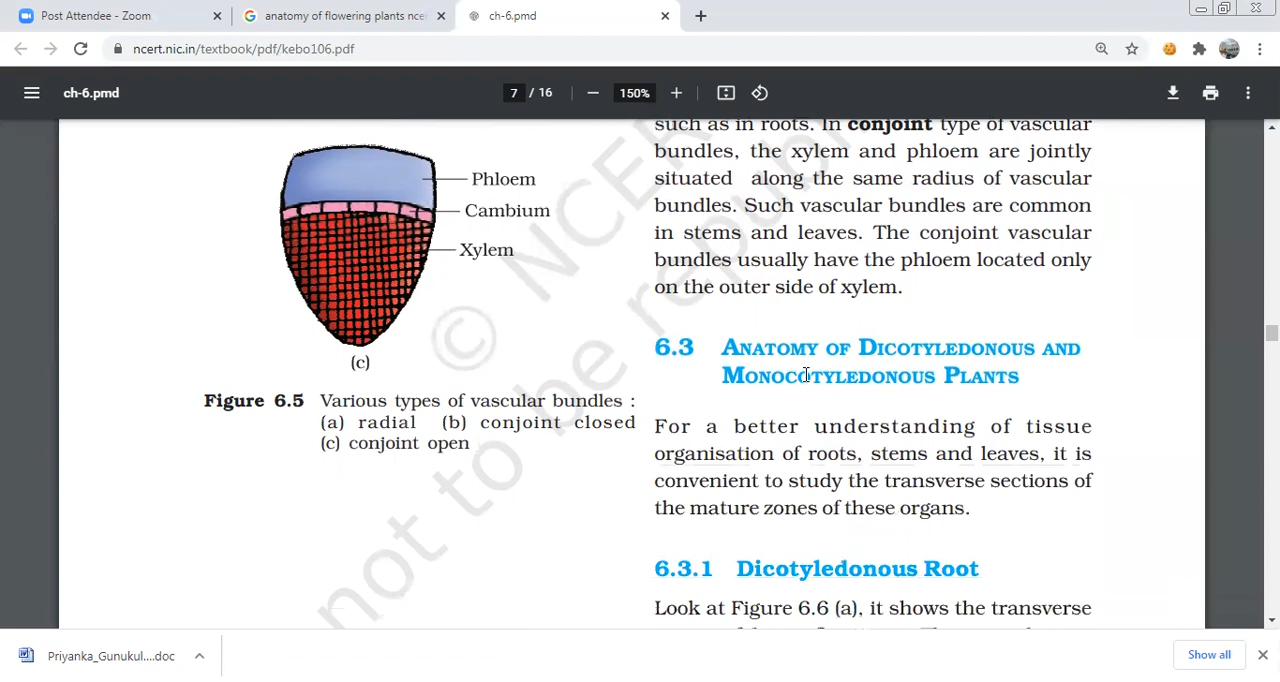 Post Attendee - Zoom
anatomy of flowering plants nce
ch-6.pmd
ncert.nic.in/textbook/pdf/kebo106.pdf
ch-6.pmd
7 / 16
150%
such as in roots. In conjoint type of vascular
bundles, the xylem and phloem are jointly
situated along the same radius of vascular
bundles. Such vascular bundles are common
in stems and leaves. The conjoint vascular
bundles usually have the phloem located only
on the outer side of xylem.
Phloem
Cambium
Xylem
(c)
Figure 6.5 Various types of vascular bundles :
(a) radial (b) conjoint closed
(c) conjoint open
6.3 ANATOMY OF DICOTYLEDONOUS AND
MONOCOTYLEDONOUS PLANTS
For a better understanding of tissue
organisation of roots, stems and leaves, it is
convenient to study the transverse sections of
the mature zones of these organs.
6.3.1 Dicotyledonous Root
Look at Figure 6.6 (a), it shows the transverse
© NCER
not to be republ
Priyanka_Gunukul....doc
Show all